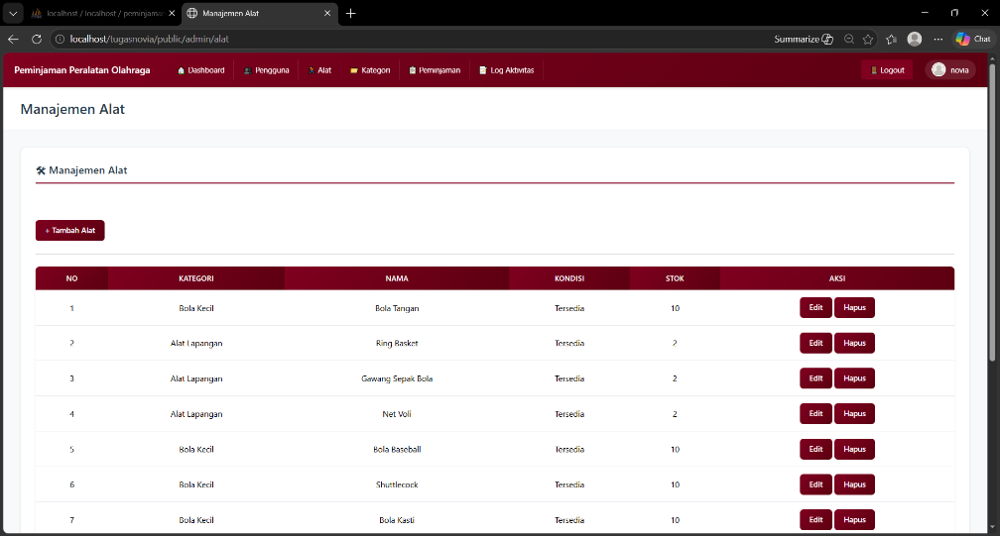 localhost / localhost / peminjaman
Manajemen Alat
localhost/tugasnovia/public/admin/alat
Summarize
Chat
Peminjaman Peralatan Olahraga
Dashboard
Pengguna
Alat
Kategori
Peminjaman
Log Aktivitas
Logout
novia
Manajemen Alat
Manajemen Alat
+ Tambah Alat
NO KATEGORI NAMA KONDISI STOK AKSI
1 Bola Kecil Bola Tangan Tersedia 10 Edit Hapus
2 Alat Lapangan Ring Basket Tersedia 2 Edit Hapus
3 Alat Lapangan Gawang Sepak Bola Tersedia 2 Edit Hapus
4 Alat Lapangan Net Voli Tersedia 2 Edit Hapus
5 Bola Kecil Bola Baseball Tersedia 10 Edit Hapus
6 Bola Kecil Shuttlecock Tersedia 10 Edit Hapus
7 Bola Kecil Bola Kasti Tersedia 10 Edit Hapus